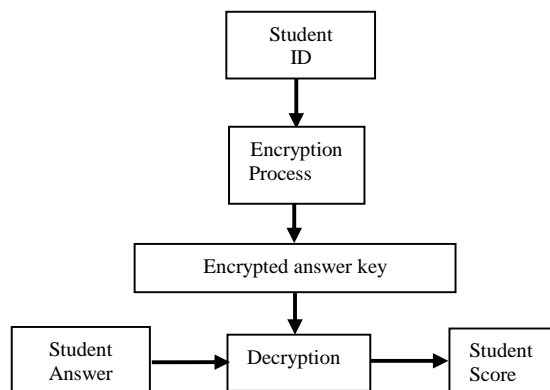 Student
ID
Encryption
Process
Encrypted answer key
Student
Answer
Decryption
Student
Score